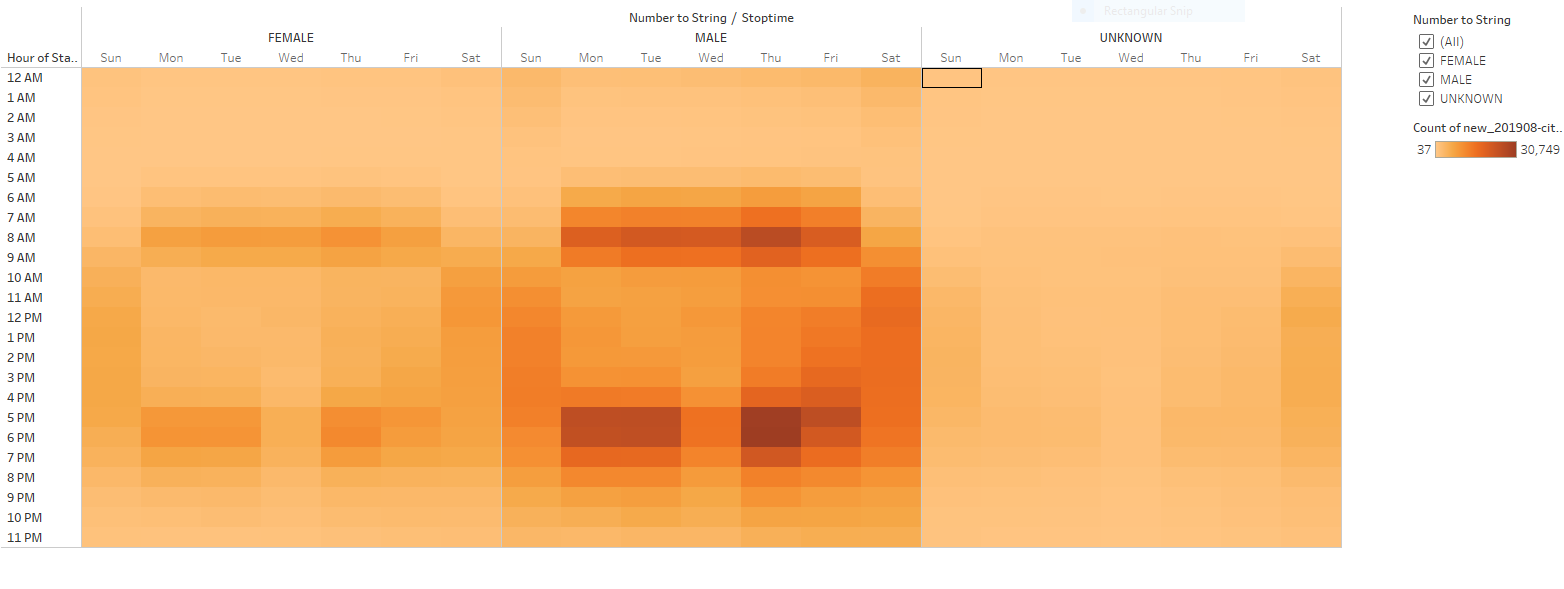 Rectangular Snip
Number to String / Stoptime
FEMALE MALE UNKNOWN
Hour of Sta.. Sun Mon Tue Wed Thu Fri Sat Sun Mon Tue Wed Thu Fri Sat Sun Mon Tue Wed Thu Fri Sat
12 AM
1 AM
2 AM
3 AM
4 AM
5 AM
6 AM
7 AM
8 AM
9 AM
10 AM
11 AM
12 PM
1 PM
2 PM
3 PM
4 PM
5 PM
6 PM
7 PM
8 PM
9 PM
10 PM
11 PM
Number to String
(All)
FEMALE
MALE
UNKNOWN
Count of new_201908-cit..
37 30,749